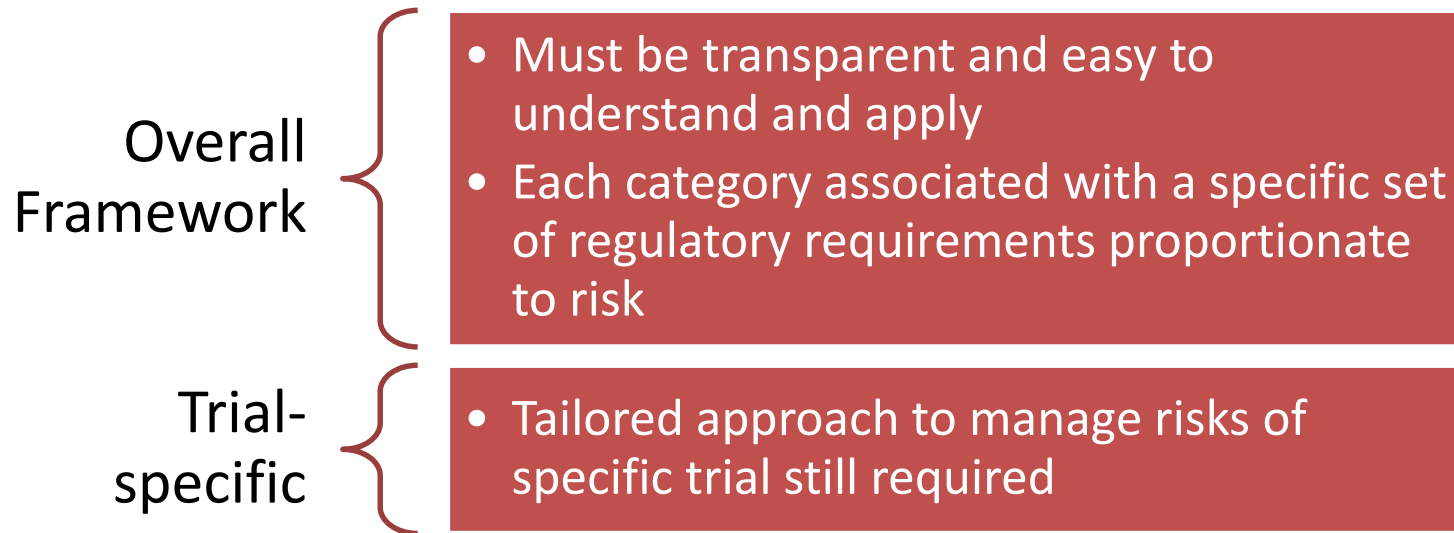 Overall
Framework
• Must be transparent and easy to
understand and apply
• Each category associated with a specific set
of regulatory requirements proportionate
to risk
Trial-
specific
• Tailored approach to manage risks of
specific trial still required